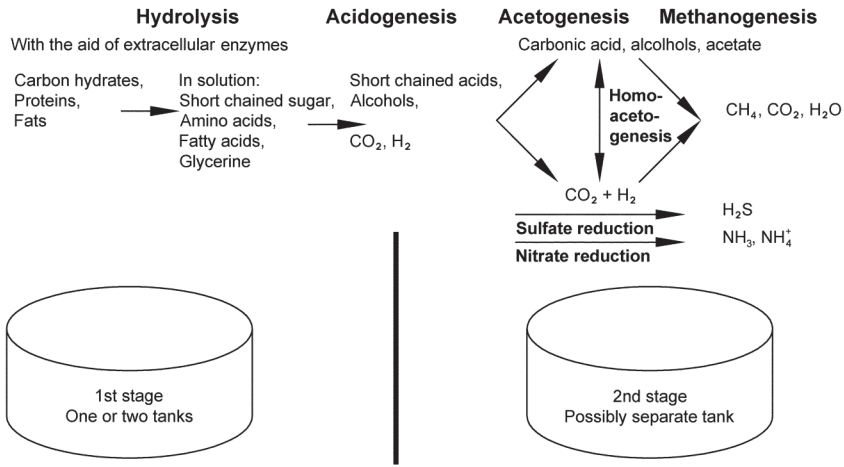 Hydrolysis
Acidogenesis
Acetogenesis
Methanogenesis
With the aid of extracellular enzymes
Carbonic acid, alcolhols, acetate
Carbon hydrates,
Proteins,
Fats
In solution:
Short chained sugar,
Amino acids,
Fatty acids,
Glycerine
Short chained acids,
Alcohols,
CO₂, H₂
Homo-
aceto-
genesis
CH₄, CO₂, H₂O
CO₂ + H₂
Sulfate reduction
H₂S
Nitrate reduction
NH₃, NH₄⁺
1st stage
One or two tanks
2nd stage
Possibly separate tank